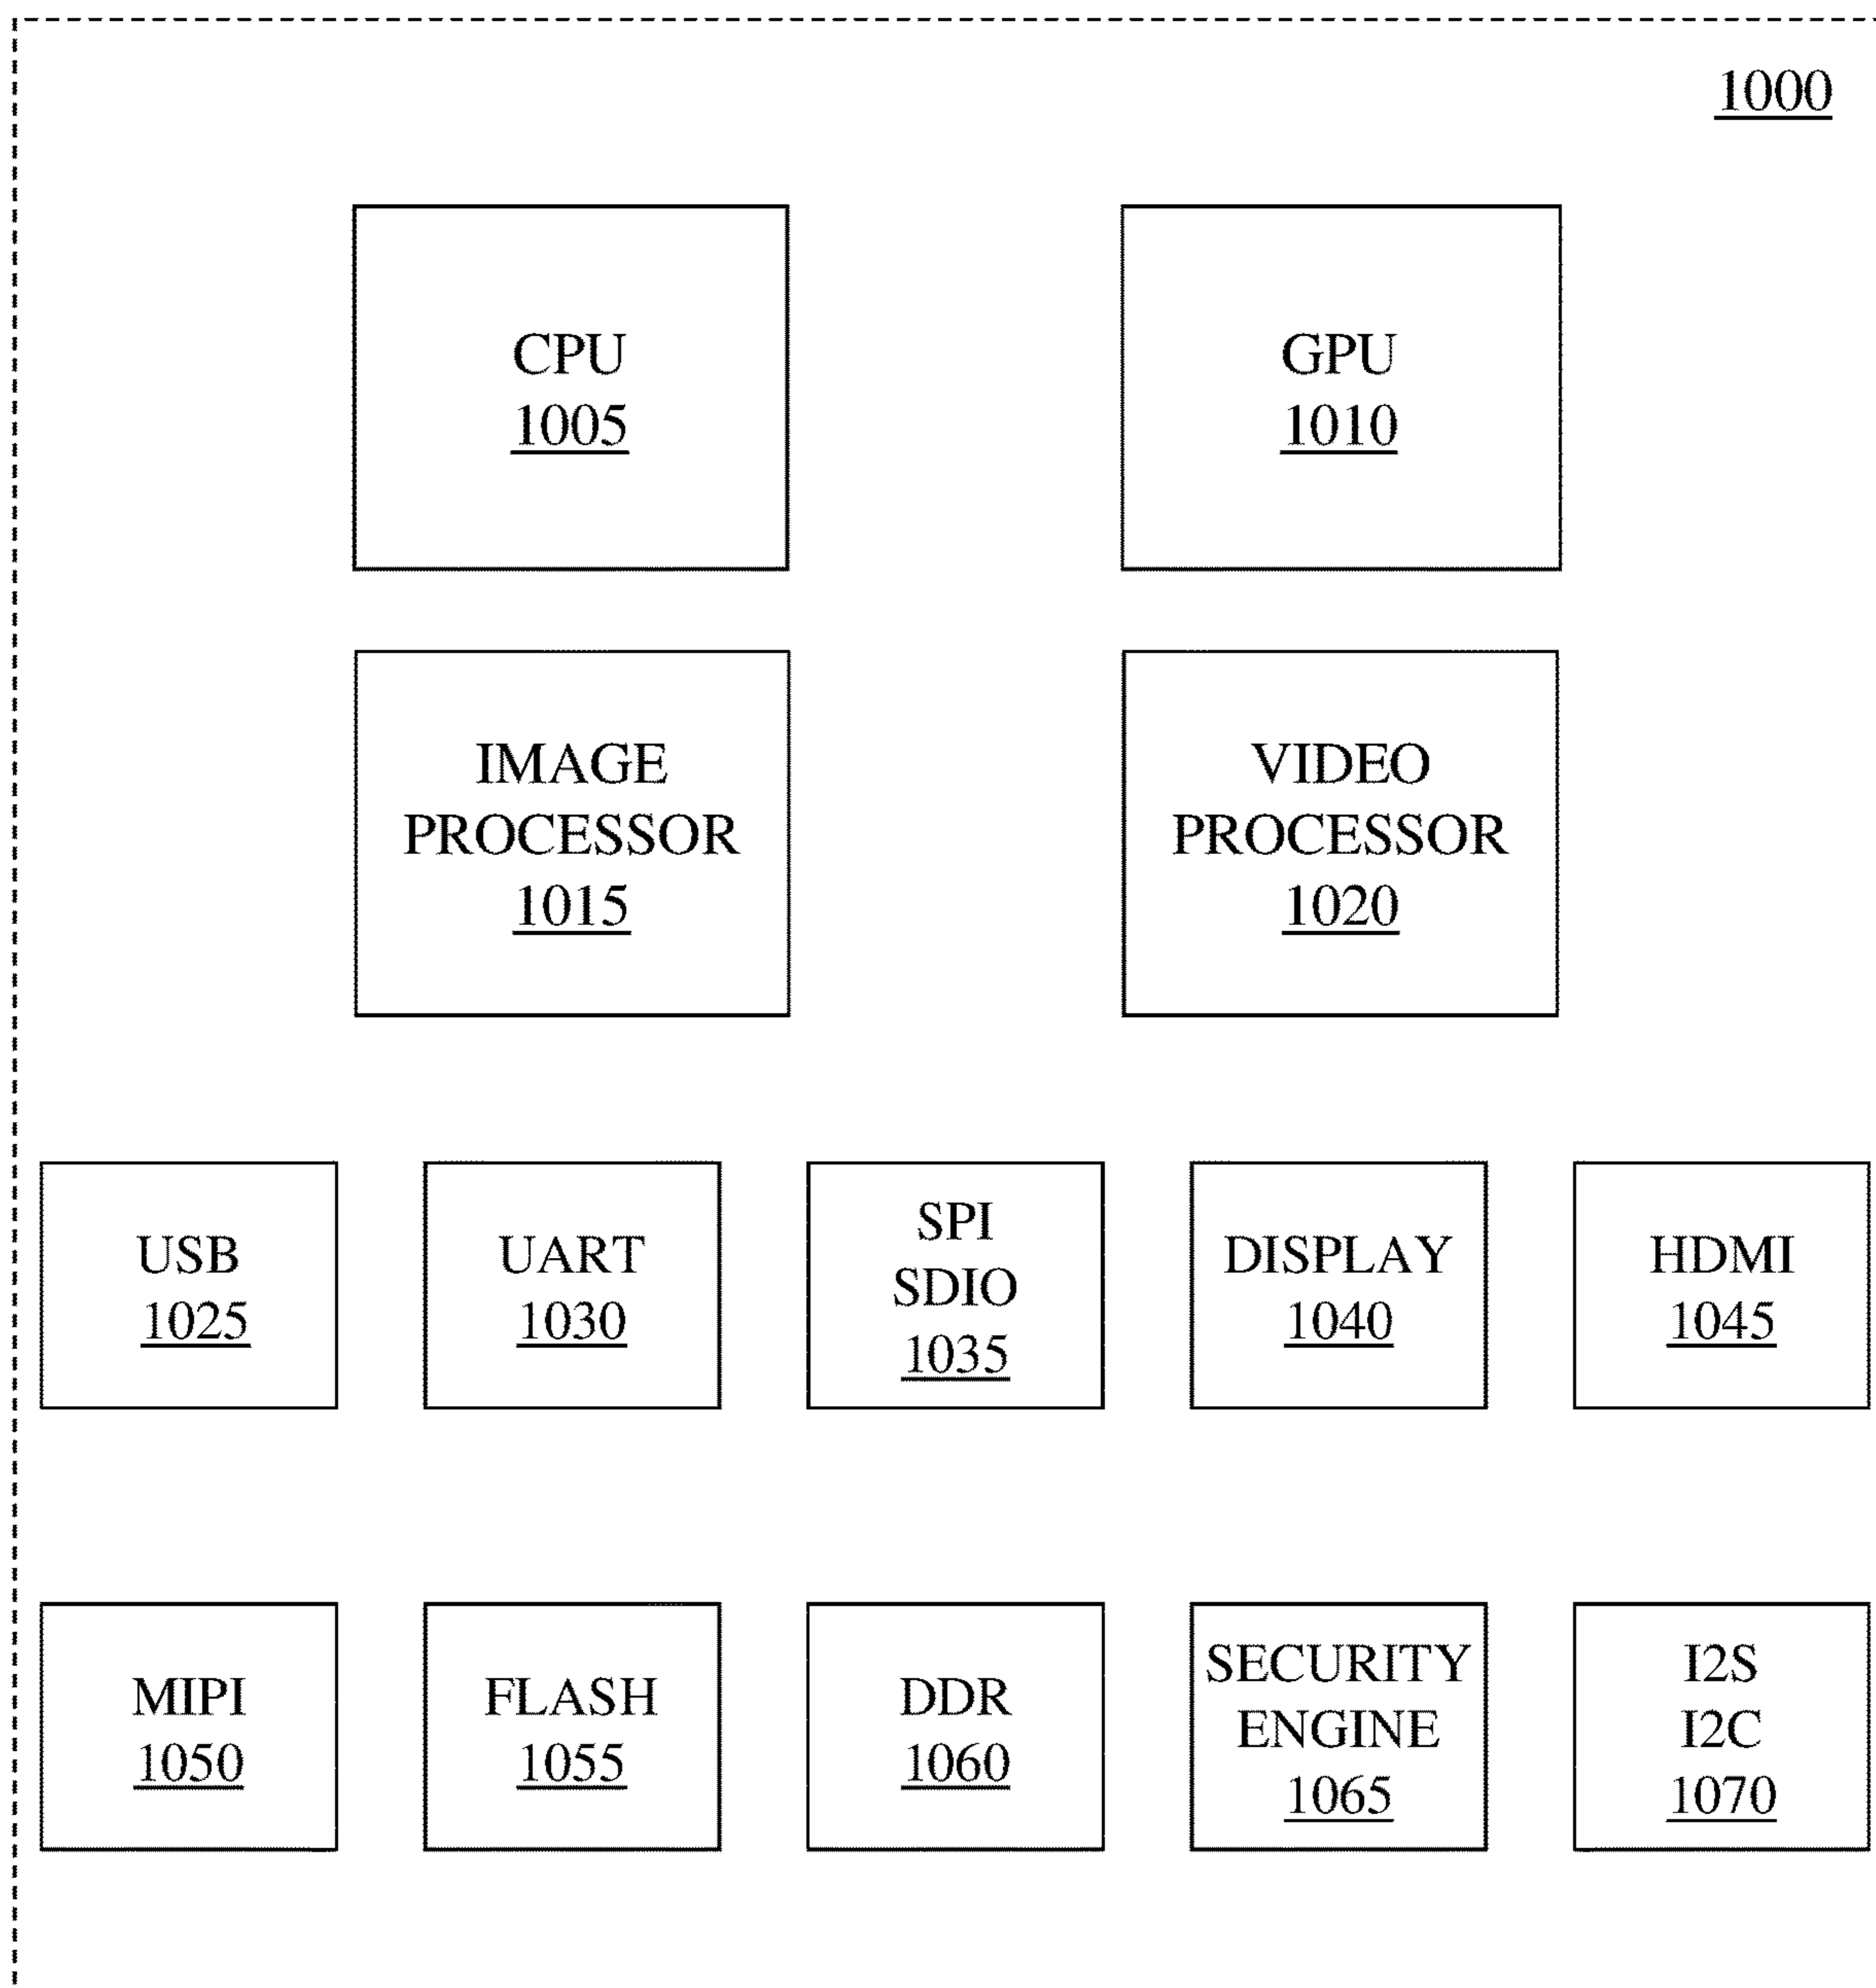 1000
CPU
1005
GPU
1010
IMAGE
PROCESSOR
1015
VIDEO
PROCESSOR
1020
USB
1025
UART
1030
SPI
SDIO
1035
DISPLAY
1040
HDMI
1045
MIPI
1050
FLASH
1055
DDR
1060
SECURITY
ENGINE
1065
I2S
I2C
1070